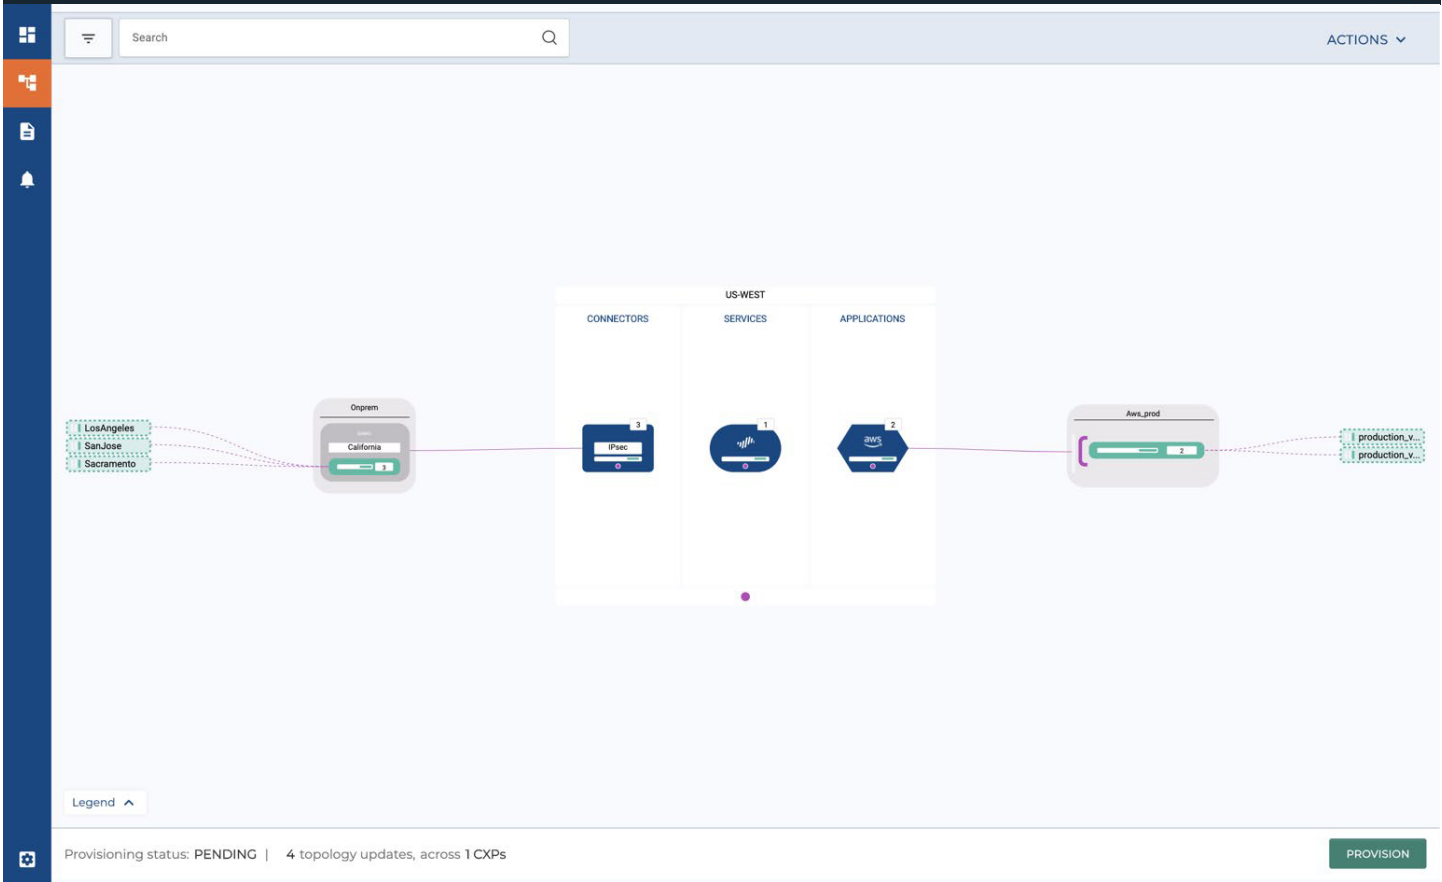 Search
ACTIONS
US-WEST
CONNECTORS SERVICES APPLICATIONS
LosAngeles
SanJose
Sacramento
Onprem
California
3
3
IPsec
1
2
aws
Aws_prod
2
production_v...
production_v...
Legend
Provisioning status: PENDING | 4 topology updates, across 1 CXPs
PROVISION